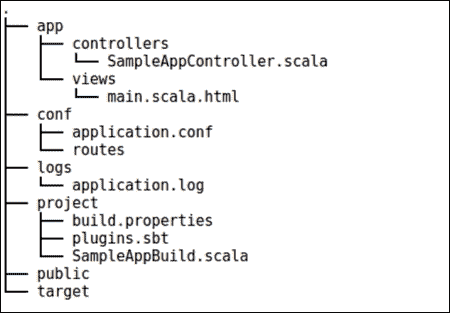 .
├── app
│   ├── controllers
│   │   └── SampleAppController.scala
│   └── views
│       └── main.scala.html
├── conf
│   ├── application.conf
│   └── routes
├── logs
│   └── application.log
├── project
│   ├── build.properties
│   ├── plugins.sbt
│   └── SampleAppBuild.scala
├── public
└── target